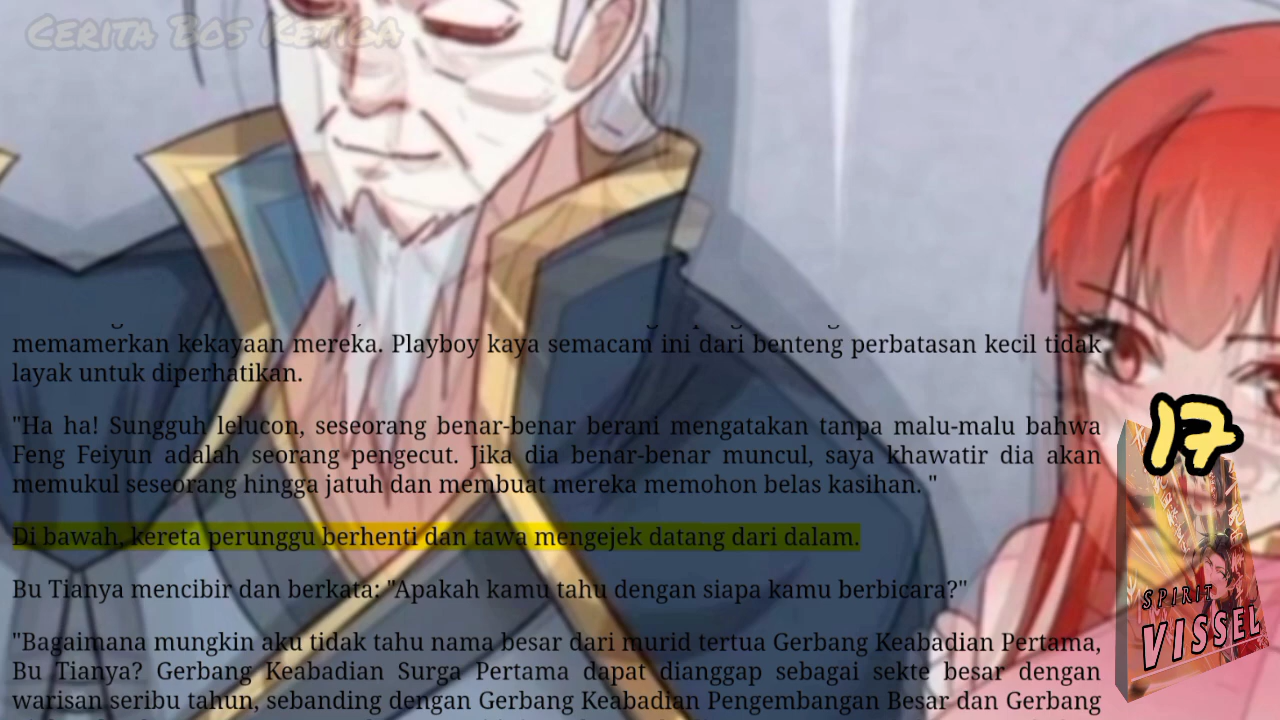 Cerita Bos Ketiga
memamerkan kekayaan mereka. Playboy kaya semacam ini dari benteng perbatasan kecil tidak
layak untuk diperhatikan.
"Ha ha! Sungguh lelucon, seseorang benar-benar berani mengatakan tanpa malu-malu bahwa
Feng Feiyun adalah seorang pengecut. Jika dia benar-benar muncul, saya khawatir dia akan
memukul seseorang hingga jatuh dan membuat mereka memohon belas kasihan. "
Di bawah, kereta perunggu berhenti dan tawa mengejek datang dari dalam.
Bu Tianya mencibir dan berkata: "Apakah kamu tahu dengan siapa kamu berbicara?"
"Bagaimana mungkin aku tidak tahu nama besar dari murid tertua Gerbang Keabadian Pertama,
Bu Tianya? Gerbang Keabadian Surga Pertama dapat dianggap sebagai sekte besar dengan
warisan seribu tahun, sebanding dengan Gerbang Keabadian Pengembangan Besar dan Gerbang
17
SPIRIT
VISSEL